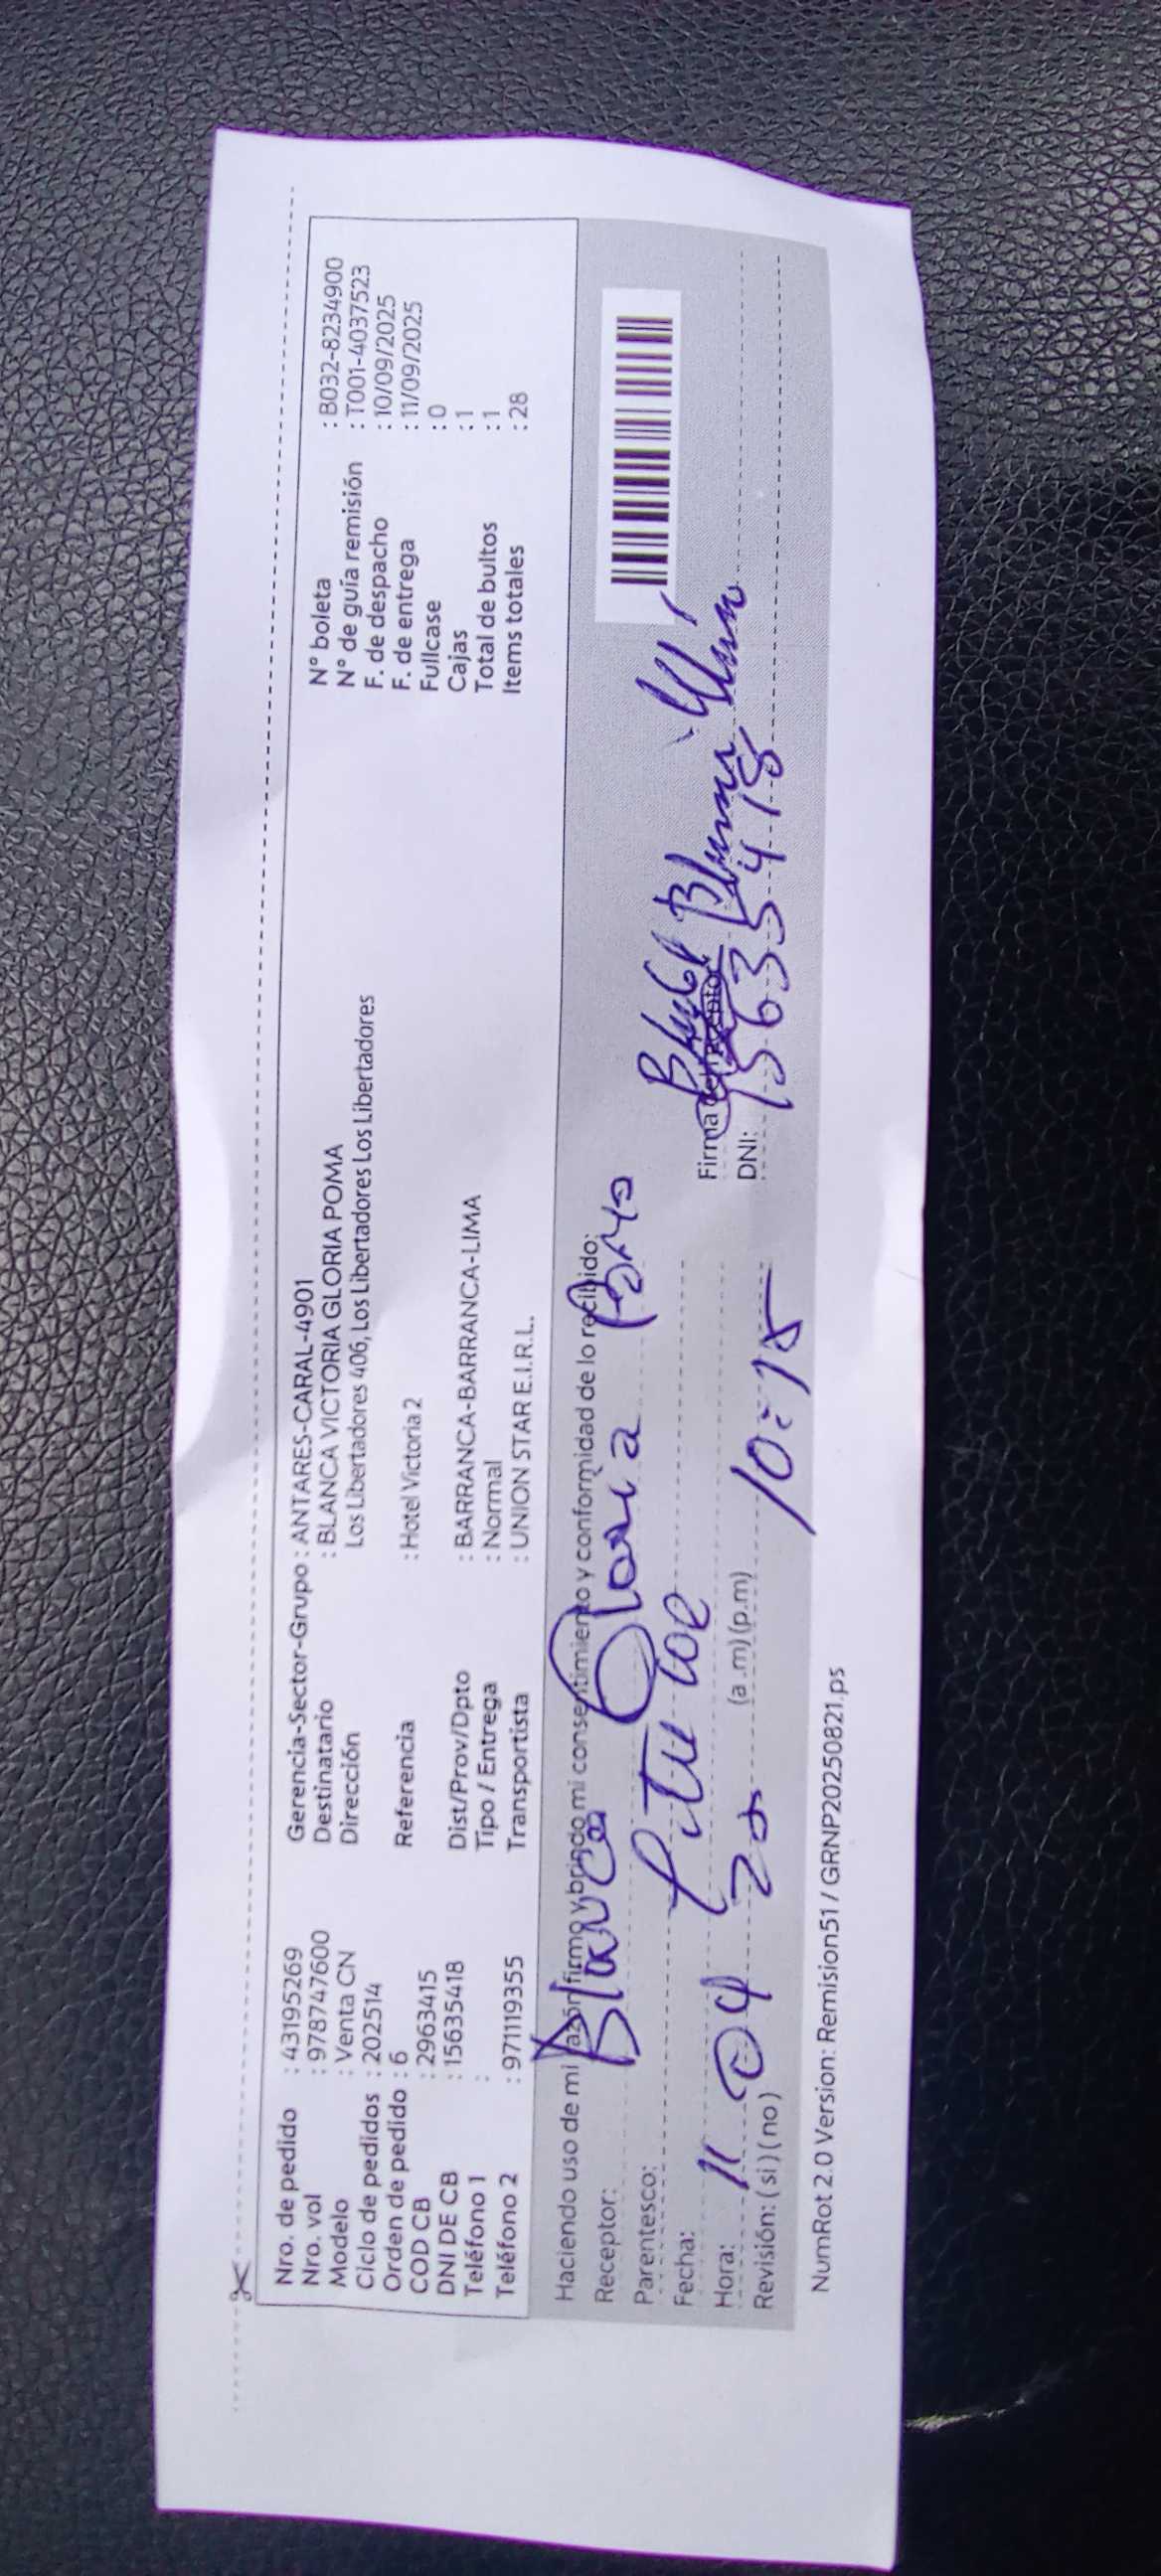 Nro. de pedido : 43195269 Gerencia-Sector-Grupo : ANTARES-CARAL-4901 N° boleta : B032-8234900
Nro. vol : 9787747600 Destinatario : BLANCA VICTORIA GLORIA POMA N° de guía remisión : T001-4037523
Modelo : Venta CN Dirección Los Libertadores 406, Los Libertadores Los Libertadores F. de despacho : 10/09/2025
Ciclo de pedidos : 202514 F. de entrega : 11/09/2025
Orden de pedido : 6 Referencia : Hotel Victoria 2 Fullcase : 0
COD CB : 2963415 Cajas : 1
DNI DE CB : 15635418 Dist/Prov/Dpto : BARRANCA-BARRANCA-LIMA Total de bultos : 1
Teléfono 1 : Tipo / Entrega : Normal Items totales : 28
Teléfono 2 : 971119355 Transportista : UNION STAR E.I.R.L.
Haciendo uso de mi razón firmo y brindo mi consentimiento y conformidad de lo recibido:
Receptor: Blanca Gloria
Parentesco:
Fecha: 11 09 Firma del receptor
Hora: (a.m)(p.m) 10:15 DNI: 15635418
Revisión: (si)(no)
NumRot 2.0 Version: Remision51 / GRNP20250821.ps